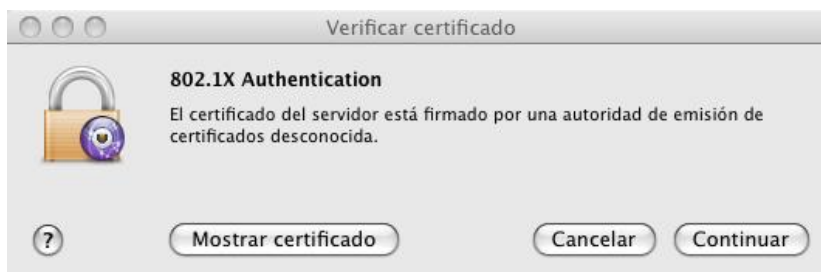 Verificar certificado
802.1X Authentication
El certificado del servidor está firmado por una autoridad de emisión de
certificados desconocida.
?
Mostrar certificado
Cancelar
Continuar